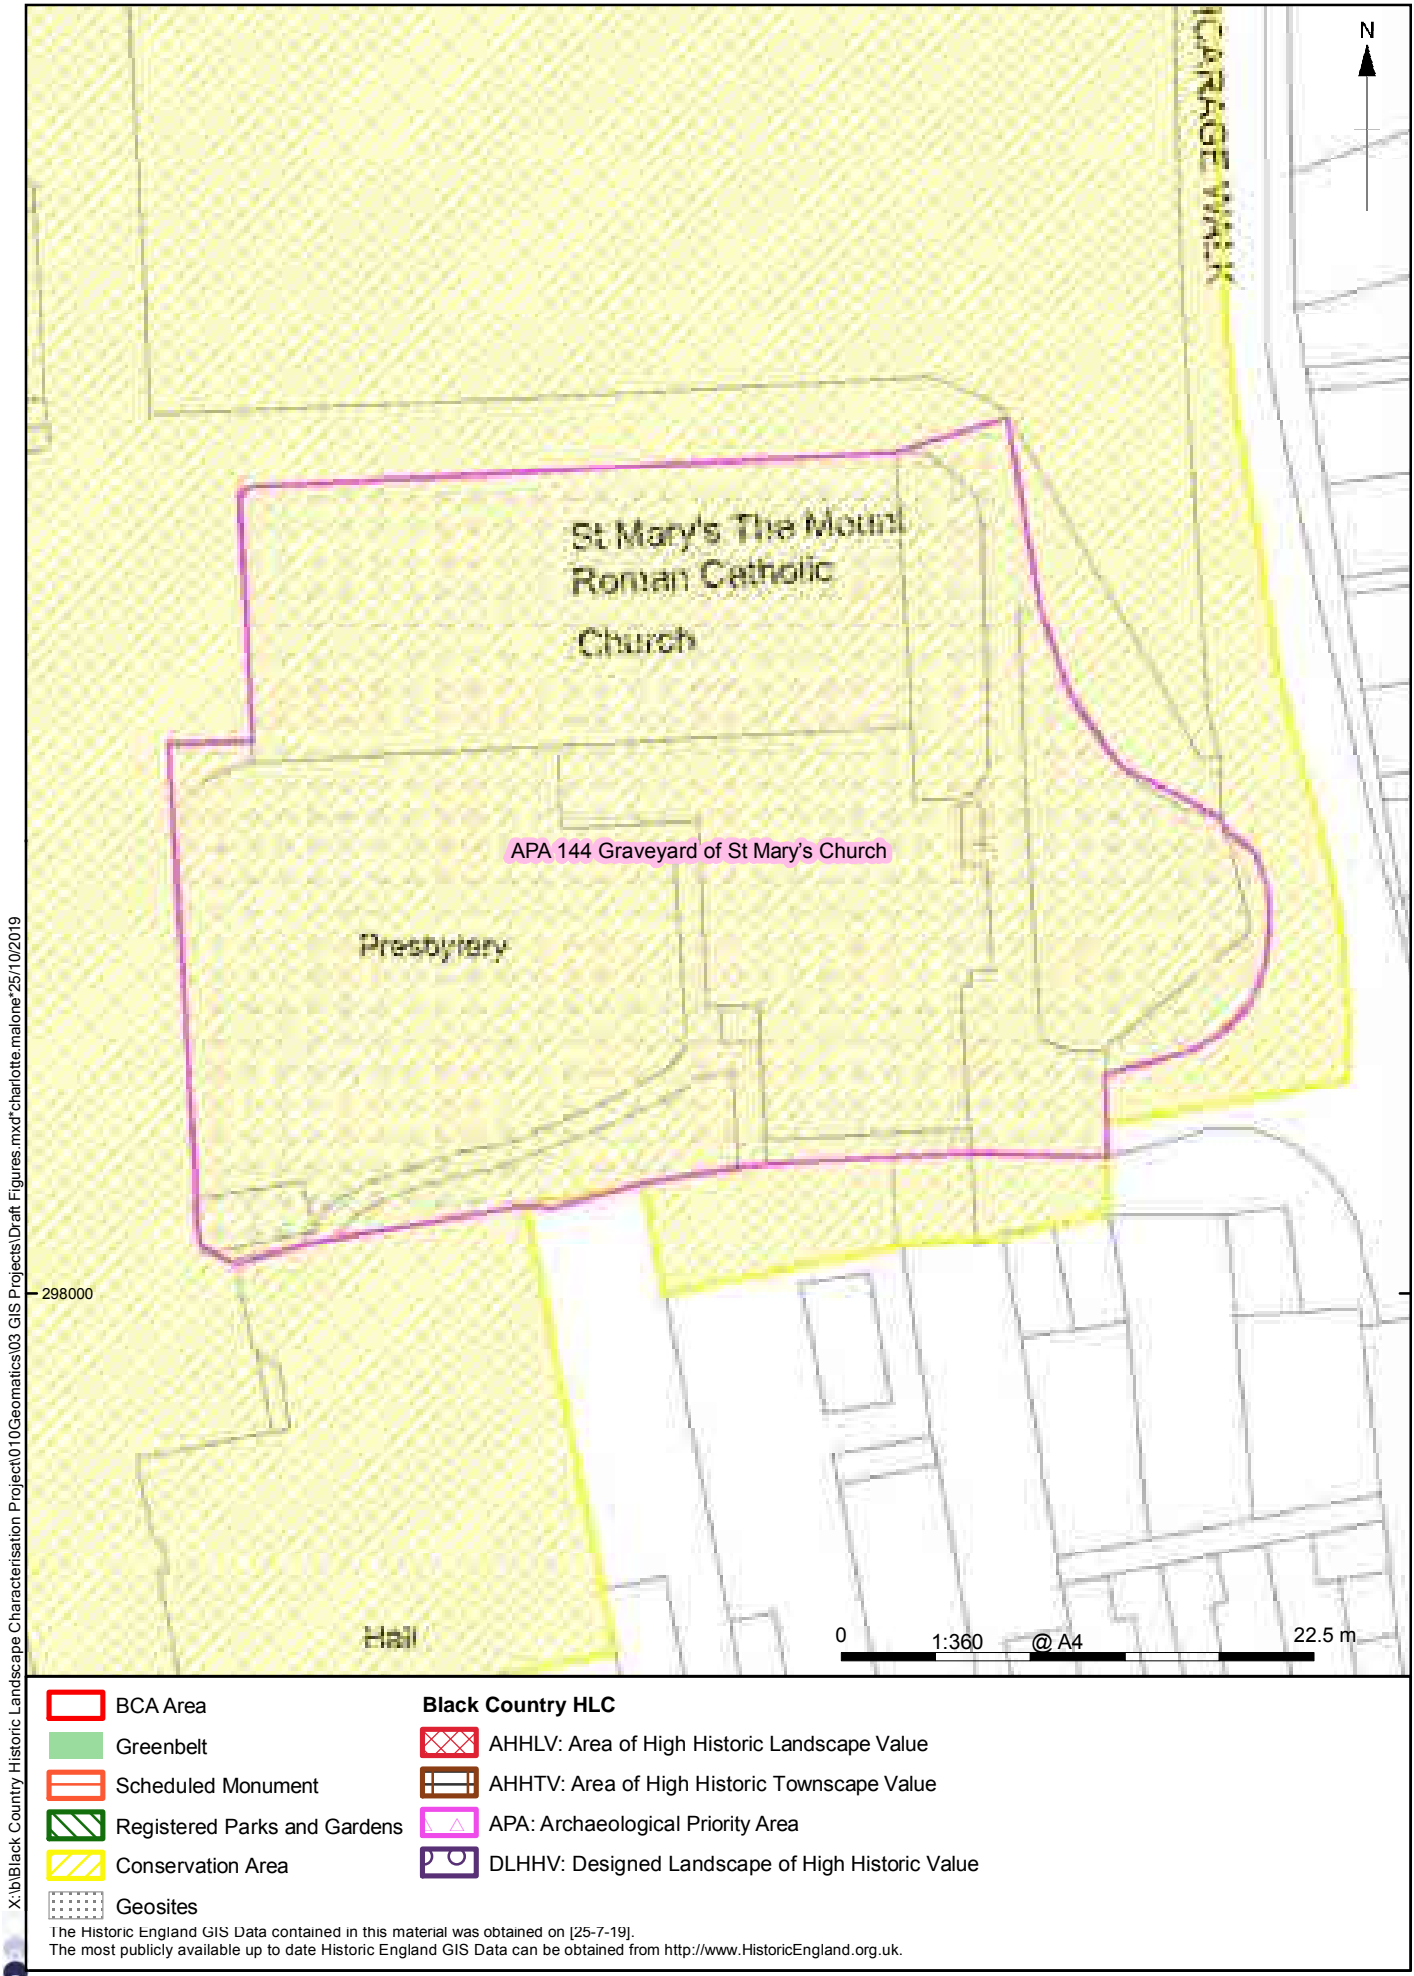 N
St Mary's The Mount
Roman Catholic
Church
APA 144 Graveyard of St Mary's Church
Presbytery
298000
Hall
0 1:360 @ A4 22.5 m
X:\b\Black Country Historic Landscape Characterisation Project\010Geomatics\03 GIS Projects\Draft Figures.mxd*charlotte.malone*25/10/2019
BCA Area
Greenbelt
Scheduled Monument
Registered Parks and Gardens
Conservation Area
Geosites
Black Country HLC
AHHLV: Area of High Historic Landscape Value
AHHTV: Area of High Historic Townscape Value
APA: Archaeological Priority Area
DLHHV: Designed Landscape of High Historic Value
The Historic England GIS Data contained in this material was obtained on [25-7-19].
The most publicly available up to date Historic England GIS Data can be obtained from http://www.HistoricEngland.org.uk.